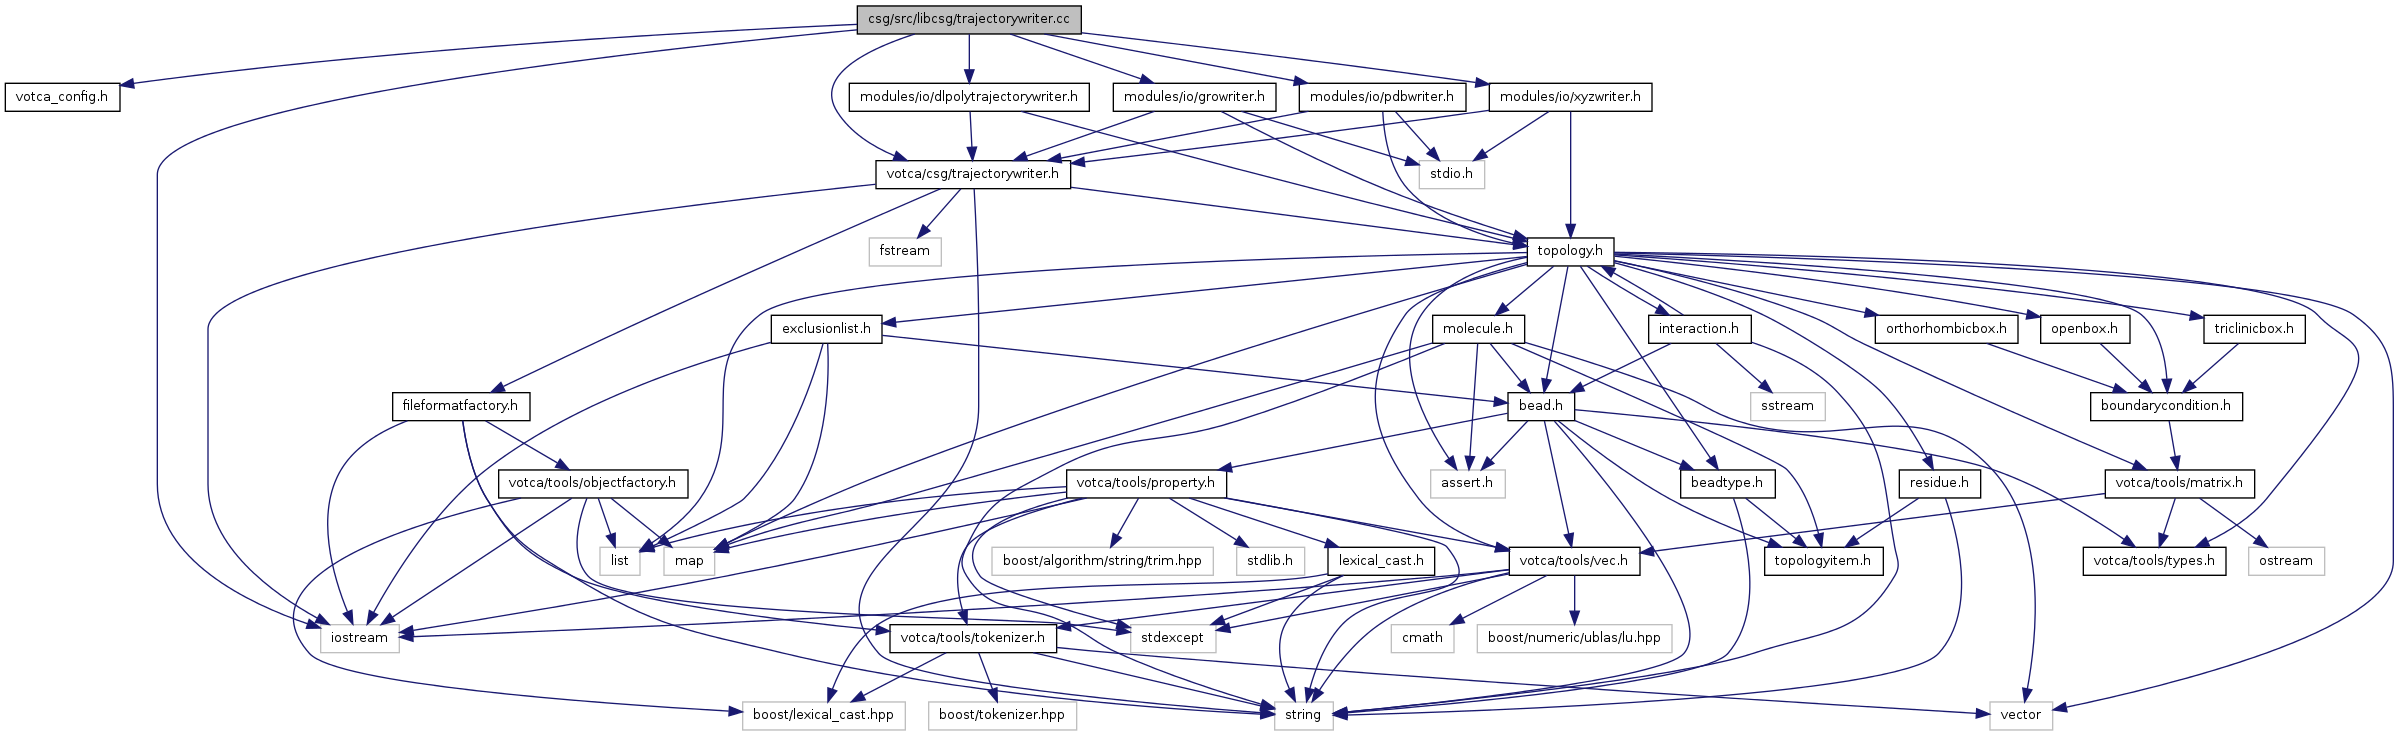 csg/src/libcsg/trajectorywriter.cc
votca_config.h
modules/io/dlpolytrajectorywriter.h
modules/io/growriter.h
modules/io/pdbwriter.h
modules/io/xyzwriter.h
votca/csg/trajectorywriter.h
stdio.h
fstream
topology.h
exclusionlist.h
molecule.h
interaction.h
orthorhombicbox.h
openbox.h
triclinicbox.h
fileformatfactory.h
bead.h
sstream
boundarycondition.h
votca/tools/objectfactory.h
votca/tools/property.h
assert.h
beadtype.h
residue.h
votca/tools/matrix.h
list
map
boost/algorithm/string/trim.hpp
stdlib.h
lexical_cast.h
votca/tools/vec.h
topologyitem.h
votca/tools/types.h
ostream
iostream
votca/tools/tokenizer.h
stdexcept
cmath
boost/numeric/ublas/lu.hpp
boost/lexical_cast.hpp
boost/tokenizer.hpp
string
vector